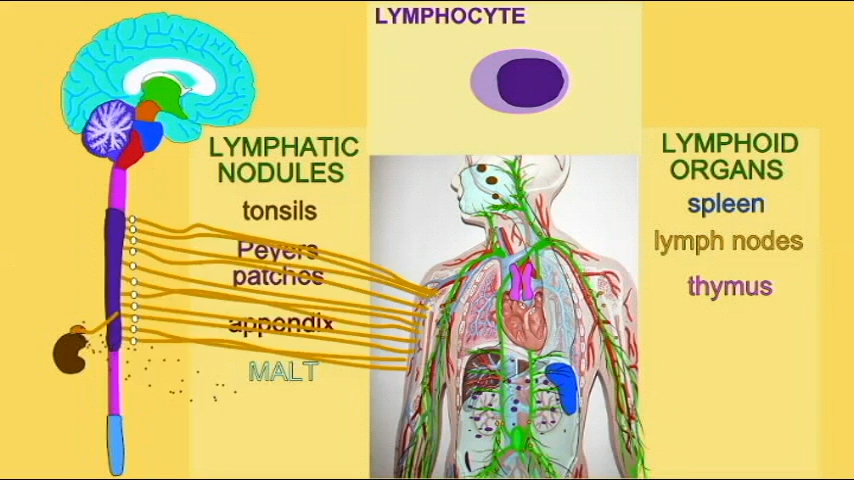 LYMPHOCYTE
LYMPHATIC
NODULES
tonsils
Peyers
patches
appendix
MALT
LYMPHOID
ORGANS
spleen
lymph nodes
thymus